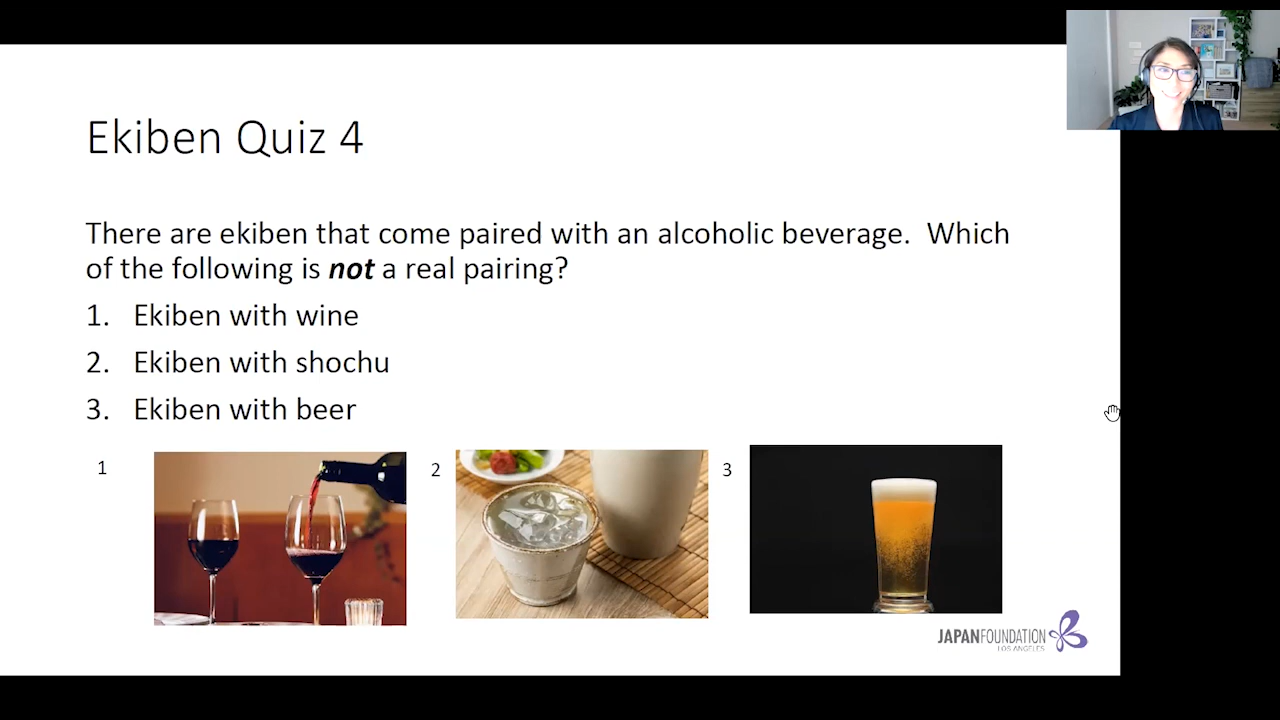 Ekiben Quiz 4
There are ekiben that come paired with an alcoholic beverage. Which
of the following is not a real pairing?
1. Ekiben with wine
2. Ekiben with shochu
3. Ekiben with beer
1
2
3
JAPANFOUNDATION
LOS ANGELES